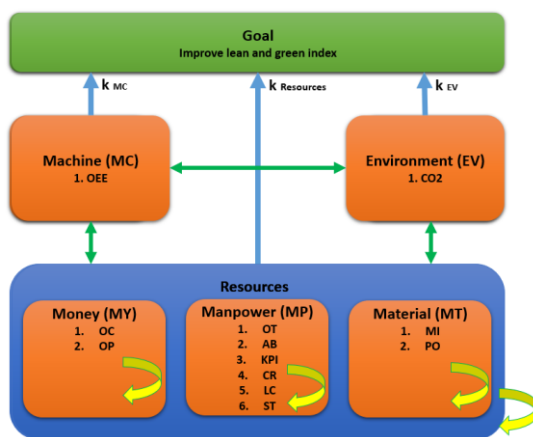 Goal
Improve lean and green index
k MC
k Resources
k EV
Machine (MC)
1. OEE
Environment (EV)
1. CO2
Resources
Money (MY)
1. OC
2. OP
Manpower (MP)
1. OT
2. AB
3. KPI
4. CR
5. LC
6. ST
Material (MT)
1. MI
2. PO